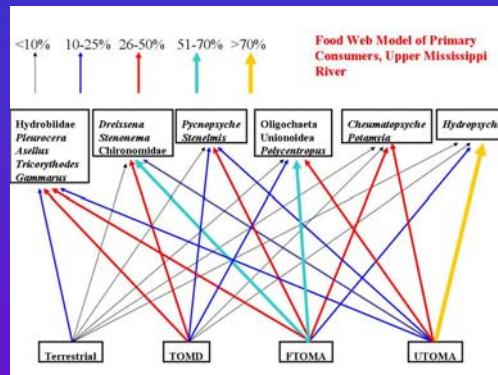 <10% 10-25% 26-50% 51-70% >70%
Food Web Model of Primary
Consumers, Upper Mississippi
River
Hydrobiidae
Pleurocera
Asellus
Tricorythodes
Gammarus
Dreissena
Stenonema
Chironomidae
Pycnopsyche
Stenelmis
Oligochaeta
Unionoidea
Polycentropus
Cheumatopsyche
Potamyia
Hydropsyche
Terrestrial
TOMD
FTOMA
UTOMA